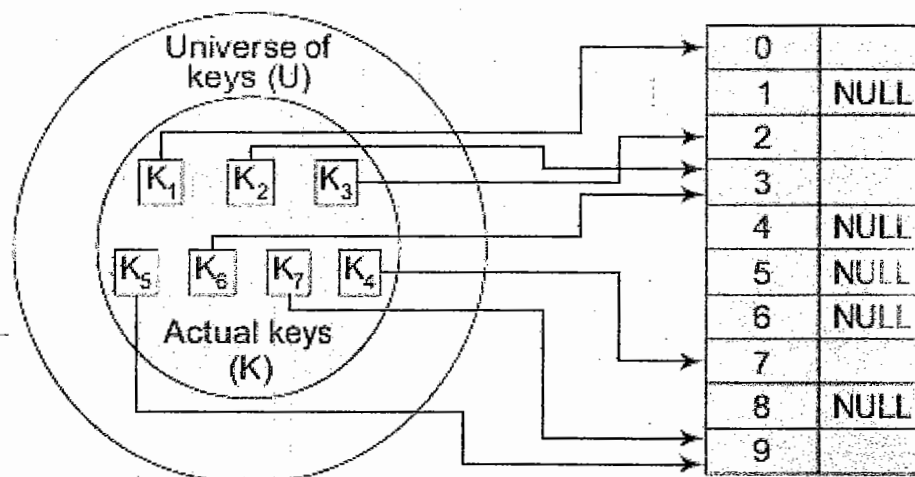 Universe of
keys (U)
K₁ K₂ K₃
K₅ K₆ K₇ K₄
Actual keys
(K)
0
1 NULL
2
3
4 NULL
5 NULL
6 NULL
7
8 NULL
9